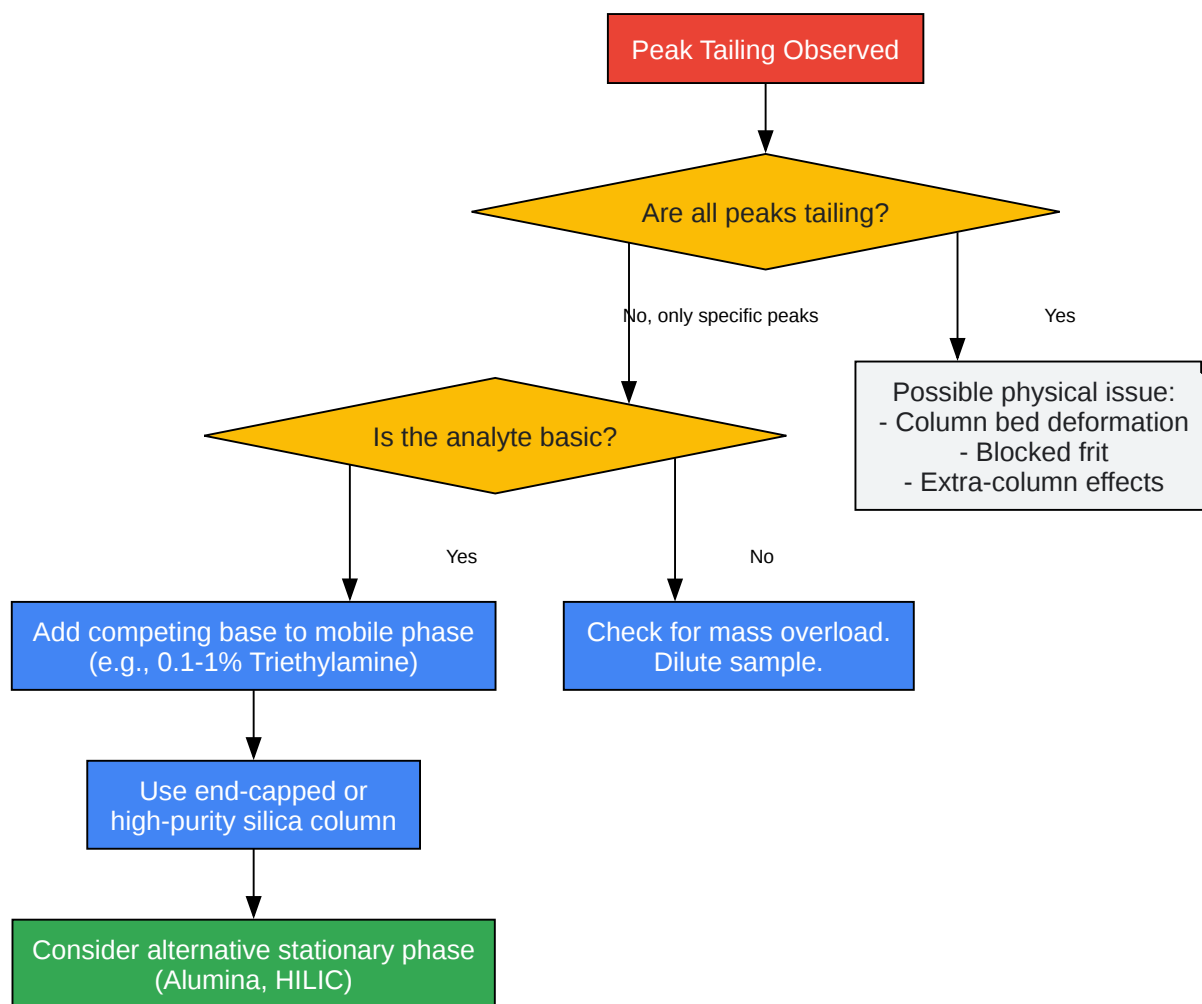 Peak Tailing Observed
Are all peaks tailing?
No, only specific peaks
Yes
Possible physical issue:
- Column bed deformation
- Blocked frit
- Extra-column effects
Is the analyte basic?
Yes
No
Add competing base to mobile phase
(e.g., 0.1-1% Triethylamine)
Check for mass overload.
Dilute sample.
Use end-capped or
high-purity silica column
Consider alternative stationary phase
(Alumina, HILIC)